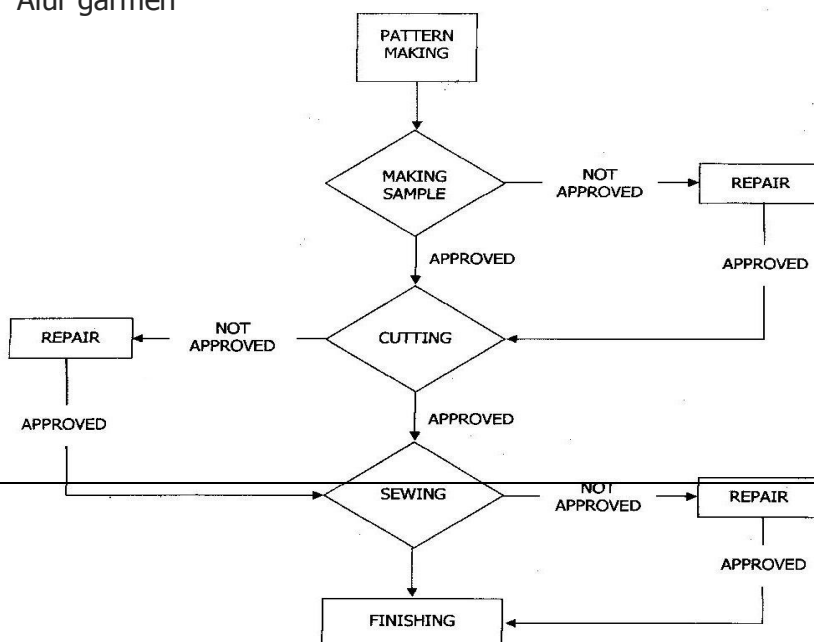 Alur garmen
PATTERN
MAKING
MAKING
SAMPLE
NOT
APPROVED
REPAIR
APPROVED
APPROVED
CUTTING
NOT
APPROVED
REPAIR
APPROVED
APPROVED
SEWING
NOT
APPROVED
REPAIR
APPROVED
FINISHING